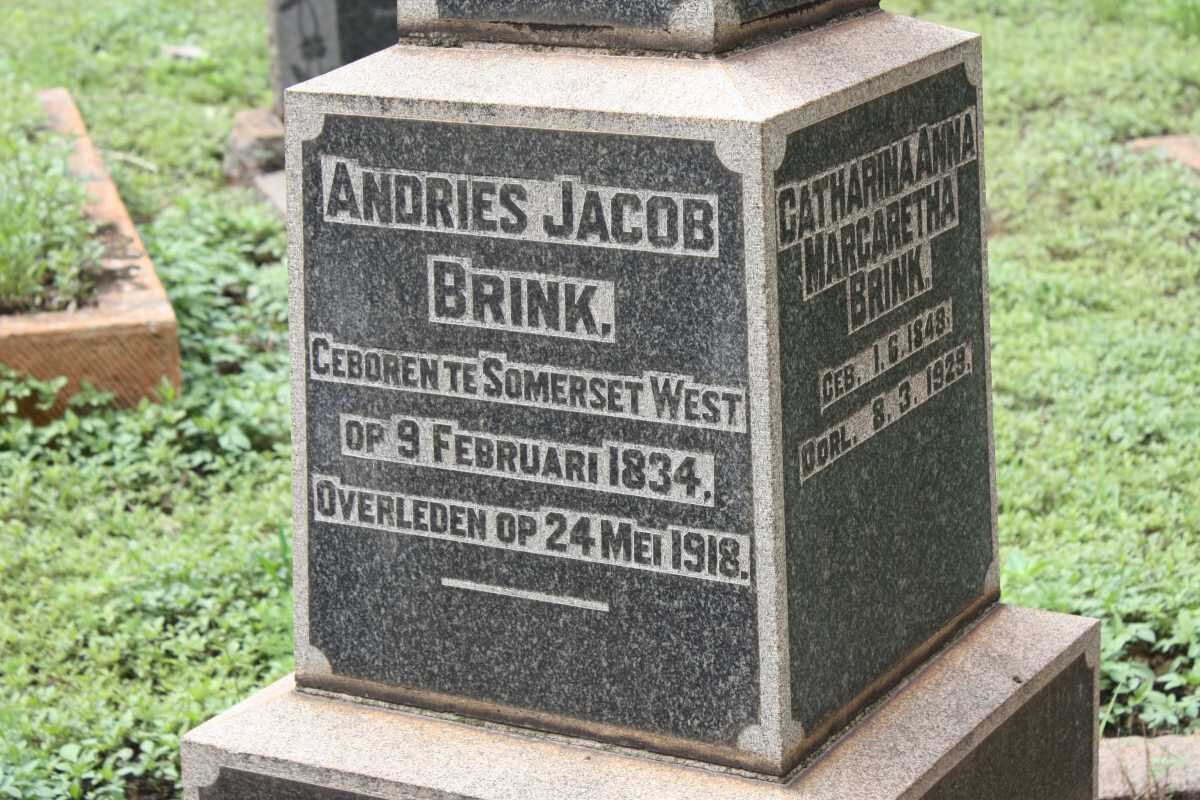 ANDRIES JACOB
BRINK.
GEBOREN TE SOMERSET WEST
OP 9 FEBRUARI 1834.
OVERLEDEN OP 24 MEI 1918.
CATHARINA ANNA
MARGARETHA
BRINK.
GEB. 1.6.1848.
OORL. 8.3.1929.